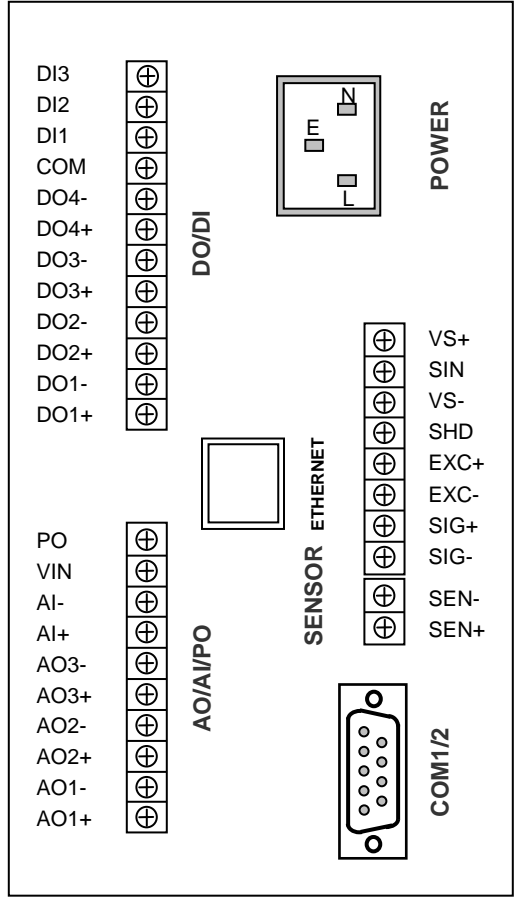 DI3
DI2
DI1
COM
DO4-
DO4+
DO3-
DO3+
DO2-
DO2+
DO1-
DO1+
DO/DI
N
E
L
POWER
VS+
SIN
VS-
SHD
EXC+
EXC-
SIG+
SIG-
SEN-
SEN+
SENSOR
ETHERNET
PO
VIN
AI-
AI+
AO3-
AO3+
AO2-
AO2+
AO1-
AO1+
AO/AI/PO
COM1/2